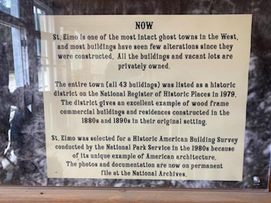 NOW
St. Elmo is one of the most intact ghost towns in the West,
and most buildings have seen few alterations since they
were constructed. All the buildings and vacant lots are
privately owned.
The entire town (all 43 buildings) was listed as a historic
district on the National Register of Historic Places in 1979.
The district gives an excellent example of wood frame
commercial buildings and residences constructed in the
1880s and 1890s in their original setting.
St. Elmo was selected for a Historic American Building Survey
conducted by the National Park Service in the 1980s because
of its unique example of American architecture.
The photos and documentation are now on permanent
file at the National Archives.